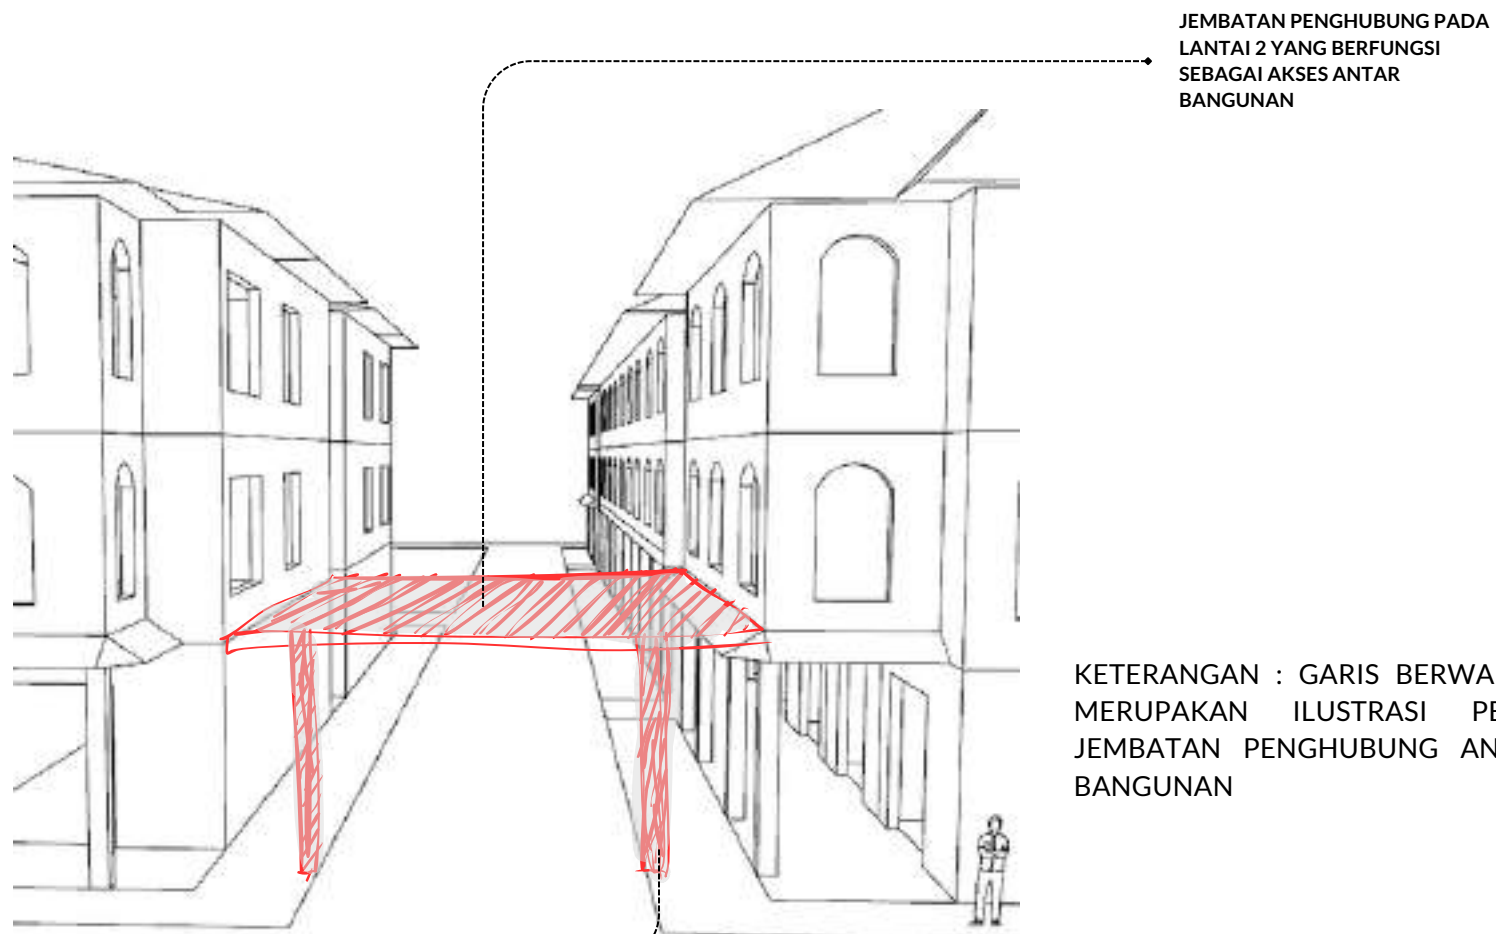 JEMBATAN PENGHUBUNG PADA
LANTAI 2 YANG BERFUNGSI
SEBAGAI AKSES ANTAR
BANGUNAN
KETERANGAN : GARIS
MERUPAKAN ILUSTRASI
JEMBATAN PENGHUBUNG
BANGUNAN